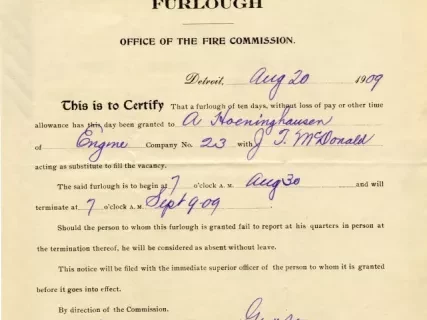 FURLOUGH
OFFICE OF THE FIRE COMMISSION.
Detroit, Aug 20 1909
This is to Certify That a furlough of ten days, without loss of pay or other time
allowance has this day been granted to A Hoeninghausen
of Engine Company No. 23 with J T. McDonald
acting as substitute to fill the vacancy.
The said furlough is to begin at 7 o'clock A. M. Aug 30 and will
terminate at 7 o'clock A. M. Sept 9-09
Should the person to whom this furlough is granted fail to report at his quarters in person at
the termination thereof, he will be considered as absent without leave.
This notice will be filed with the immediate superior officer of the person to whom it is granted
before it goes into effect.
By direction of the Commission.